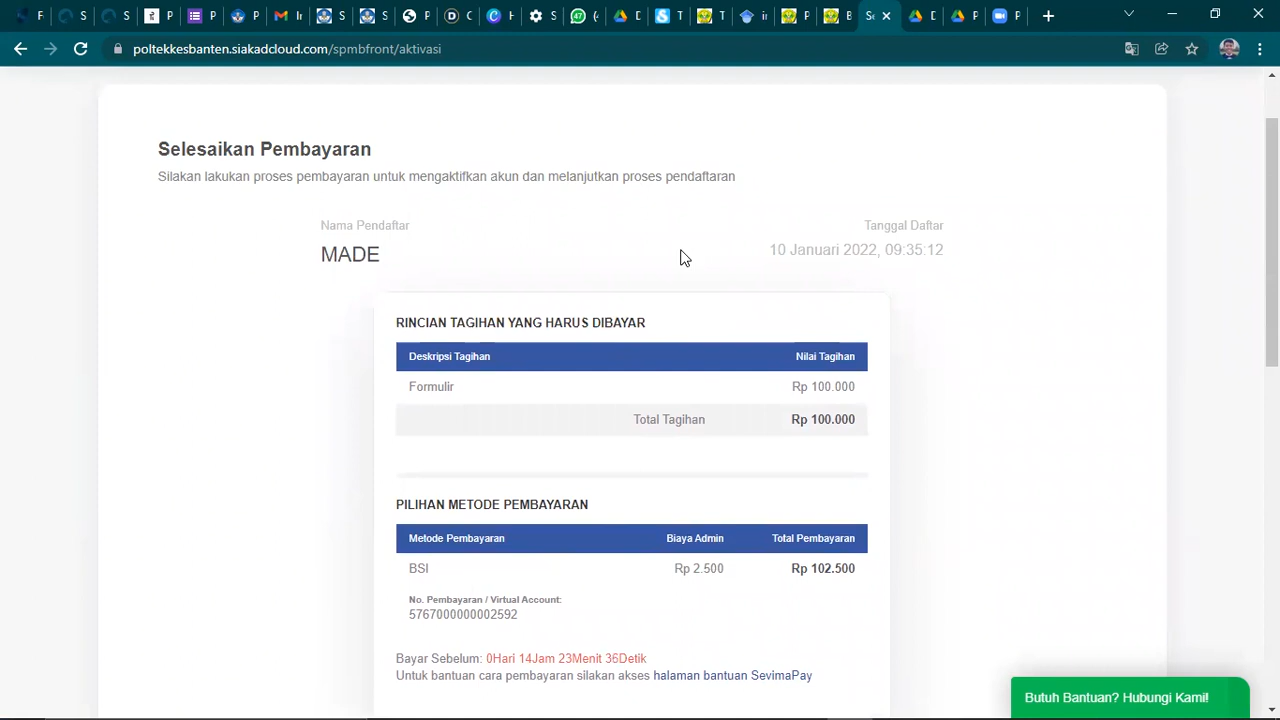 F
S
S
?
P
P
P
In
S
S
P
D
C
C
F
S
(47
D
T
T
ir
P
B
Se
D
P
P
poltekkesbanten.siakadcloud.com/spmbfront/aktivasi
Selesaikan Pembayaran
Silakan lakukan proses pembayaran untuk mengaktifkan akun dan melanjutkan proses pendaftaran
Nama Pendaftar
Tanggal Daftar
MADE
10 Januari 2022, 09:35:12
RINCIAN TAGIHAN YANG HARUS DIBAYAR
Deskripsi Tagihan Nilai Tagihan
Formulir Rp 100.000
Total Tagihan Rp 100.000
PILIHAN METODE PEMBAYARAN
Metode Pembayaran Biaya Admin Total Pembayaran
BSI Rp 2.500 Rp 102.500
No. Pembayaran / Virtual Account:
5767000000002592
Bayar Sebelum: 0Hari 14Jam 23Menit 36Detik
Untuk bantuan cara pembayaran silakan akses halaman bantuan SevimaPay
Butuh Bantuan? Hubungi Kami!